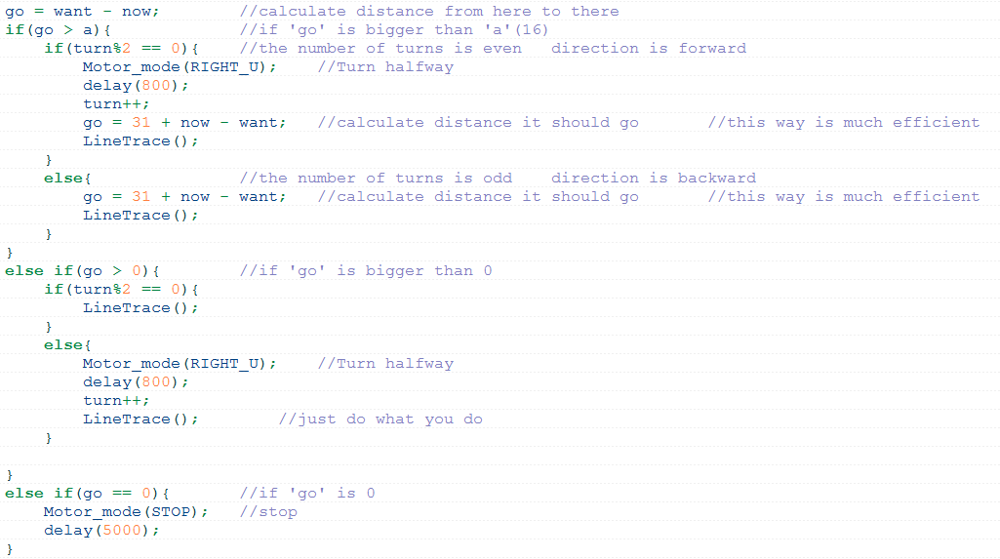 go = want - now;        //calculate distance from here to there
if(go > a){             //if 'go' is bigger than 'a'(16)
    if(turn%2 == 0){    //the number of turns is even   direction is forward
        Motor_mode(RIGHT_U);    //Turn halfway
        delay(800);
        turn++;
        go = 31 + now - want;   //calculate distance it should go       //this way is much efficient
        LineTrace();
    }
    else{               //the number of turns is odd    direction is backward
        go = 31 + now - want;   //calculate distance it should go       //this way is much efficient
        LineTrace();
    }
}
else if(go > 0){        //if 'go' is bigger than 0
    if(turn%2 == 0){
        LineTrace();
    }
    else{
        Motor_mode(RIGHT_U);    //Turn halfway
        delay(800);
        turn++;
        LineTrace();        //just do what you do
    }

}
else if(go == 0){       //if 'go' is 0
    Motor_mode(STOP);   //stop
    delay(5000);
}